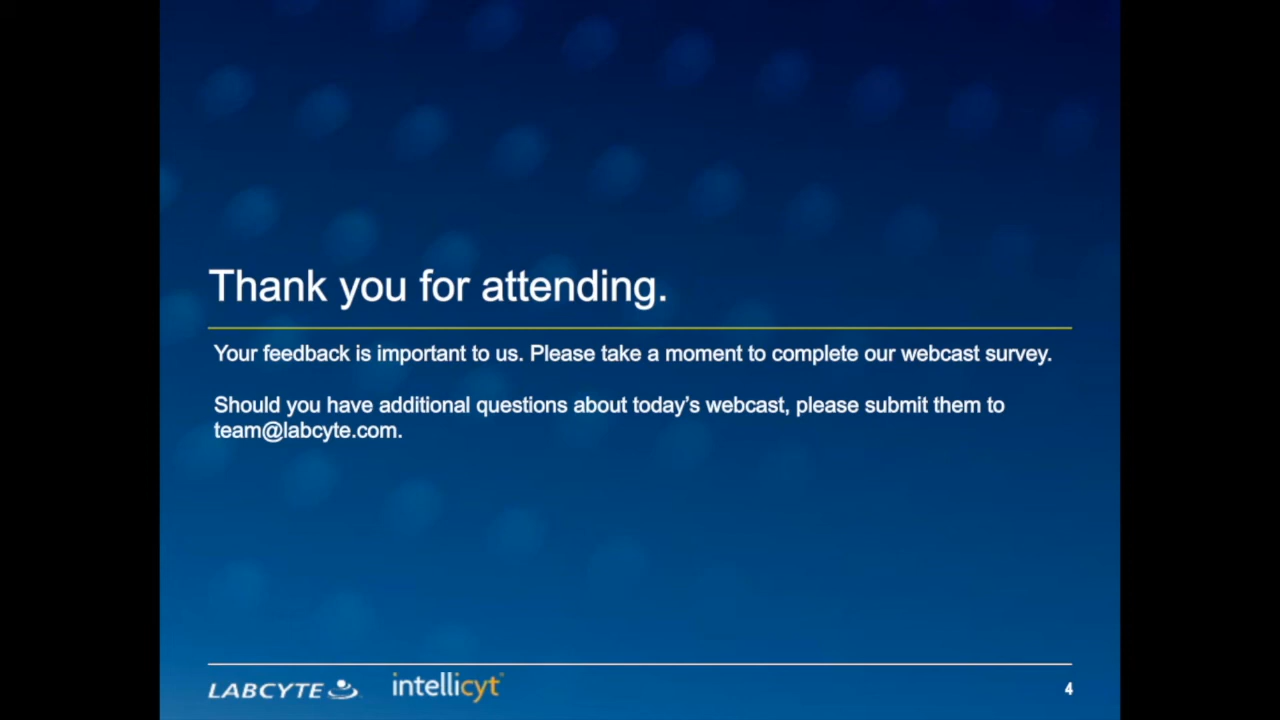 Thank you for attending.
Your feedback is important to us. Please take a moment to complete our webcast survey.
Should you have additional questions about today’s webcast, please submit them to
team@labcyte.com.
LABCYTE intellicyt
4